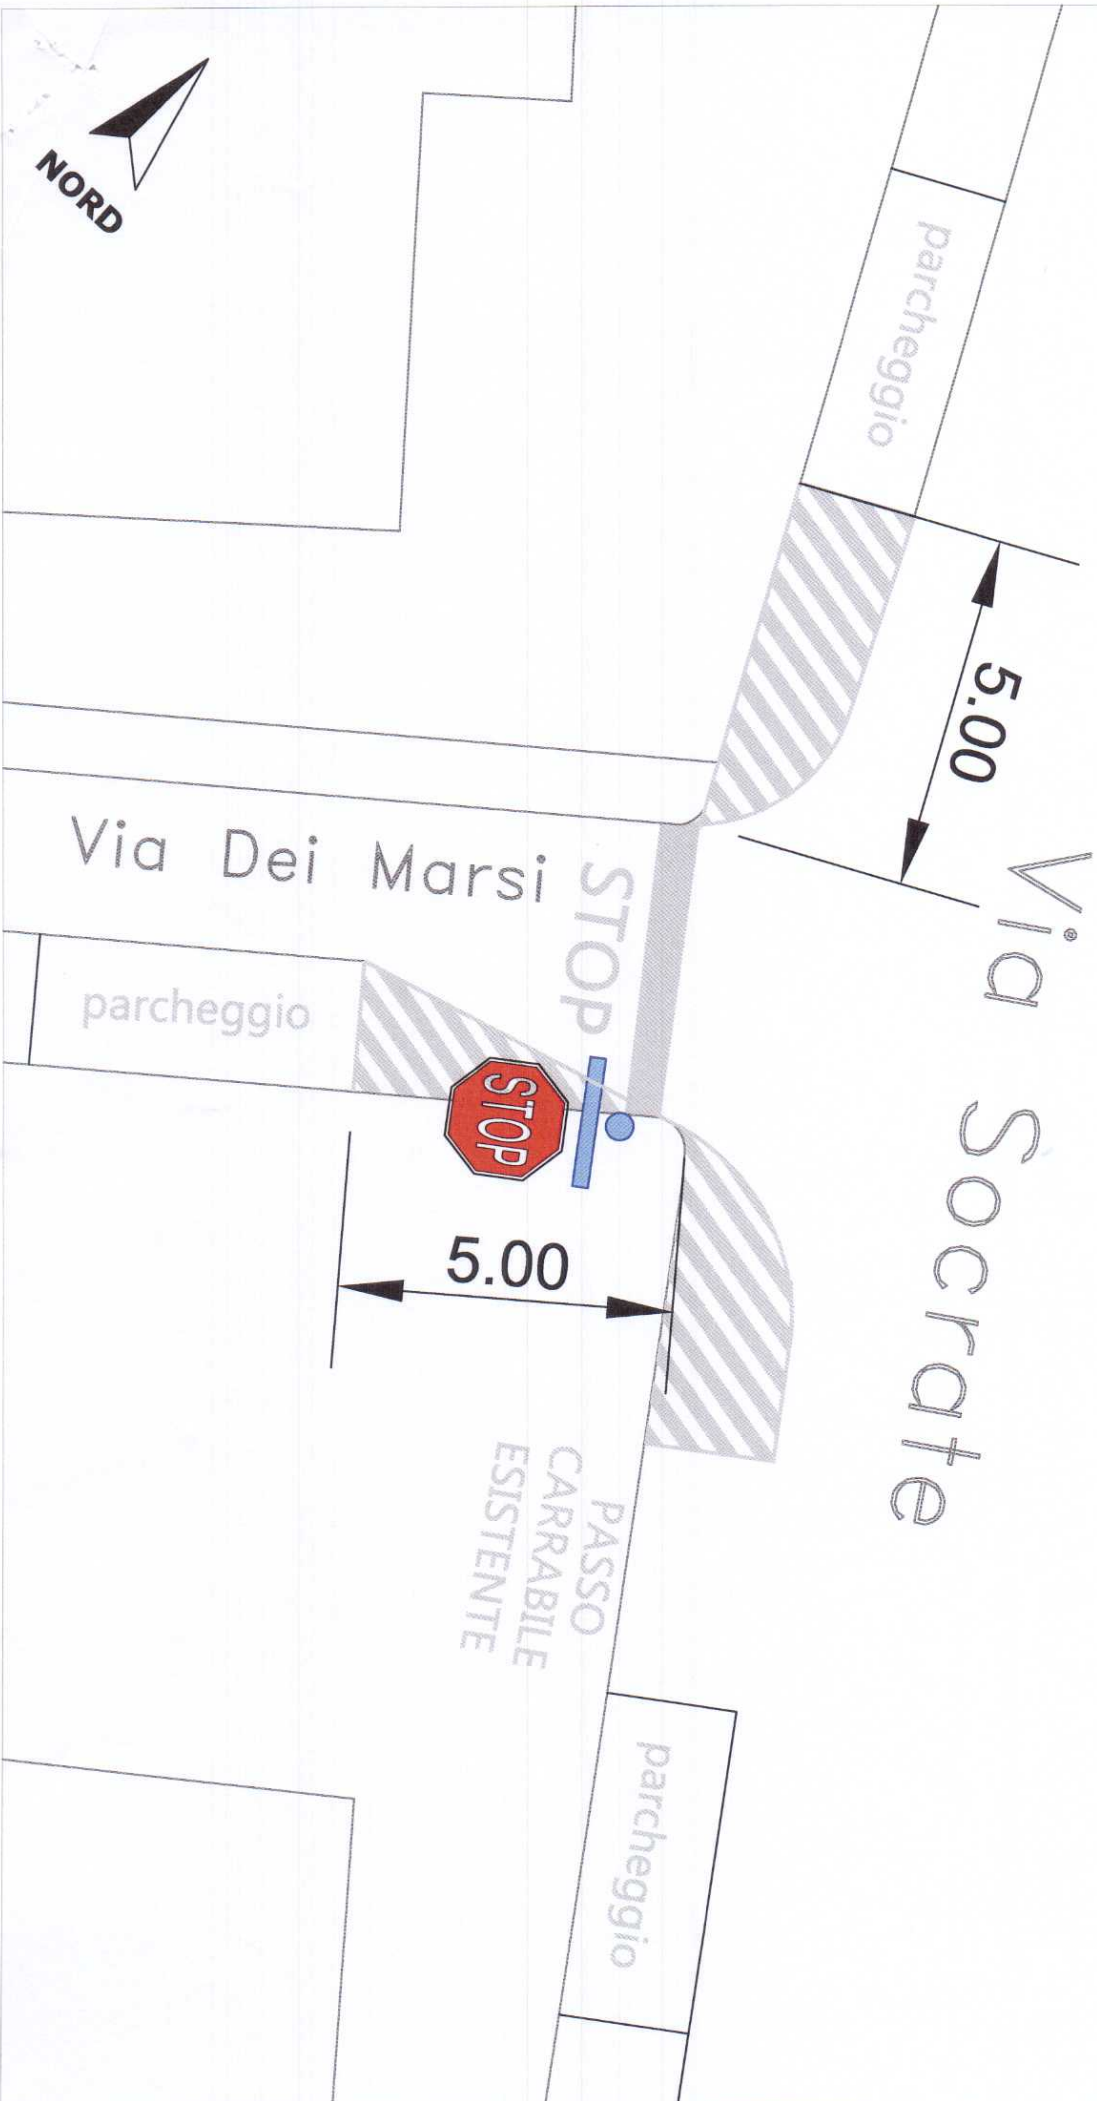 NORD
parcheggio
5.00
Via Socrate
Via Dei Marsi
STOP
parcheggio
STOP
5.00
PASSO
CARRABILE
ESISTENTE
parcheggio